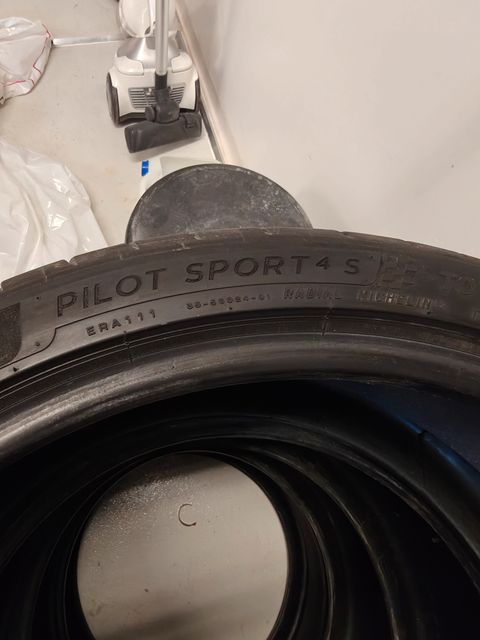 PILOT SPORT 4 S
ERA111
RADIAL MICHELIN